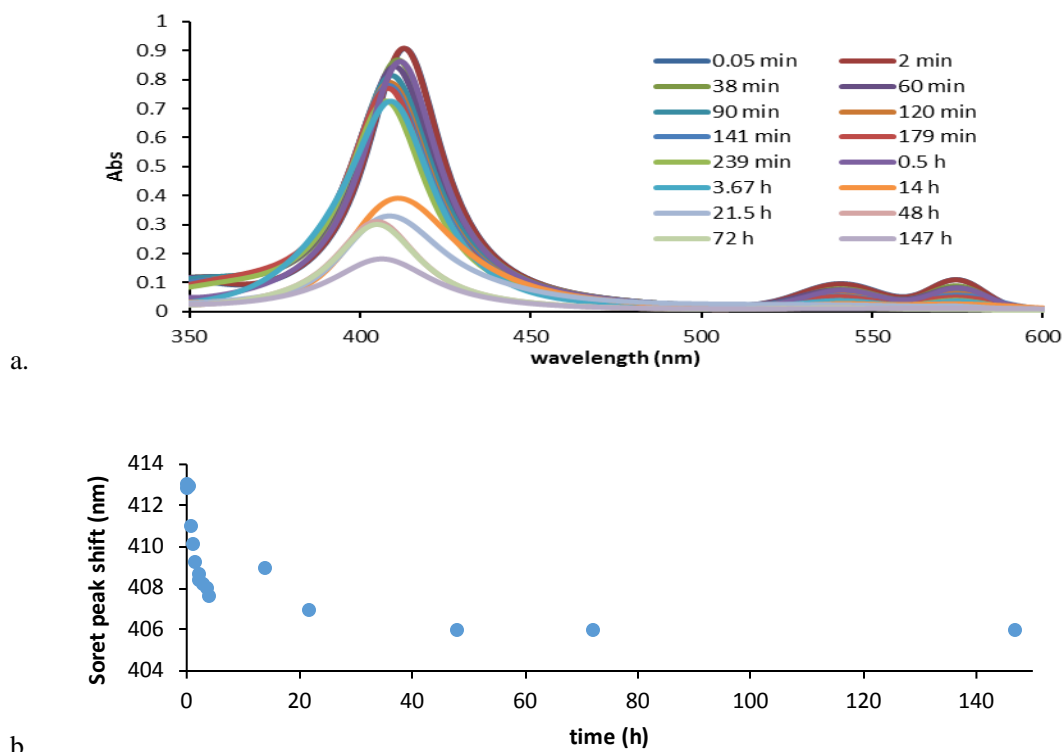 1
0.9
0.8
0.7
0.6
0.5
0.4
0.3
0.2
0.1
0
Abs
0.05 min 2 min
38 min 60 min
90 min 120 min
141 min 179 min
239 min 0.5 h
3.67 h 14 h
21.5 h 48 h
72 h 147 h
350 400 450 500 550 600
wavelength (nm)
a.
414
412
410
408
406
404
Soret peak shift (nm)
0 20 40 60 80 100 120 140
time (h)
b